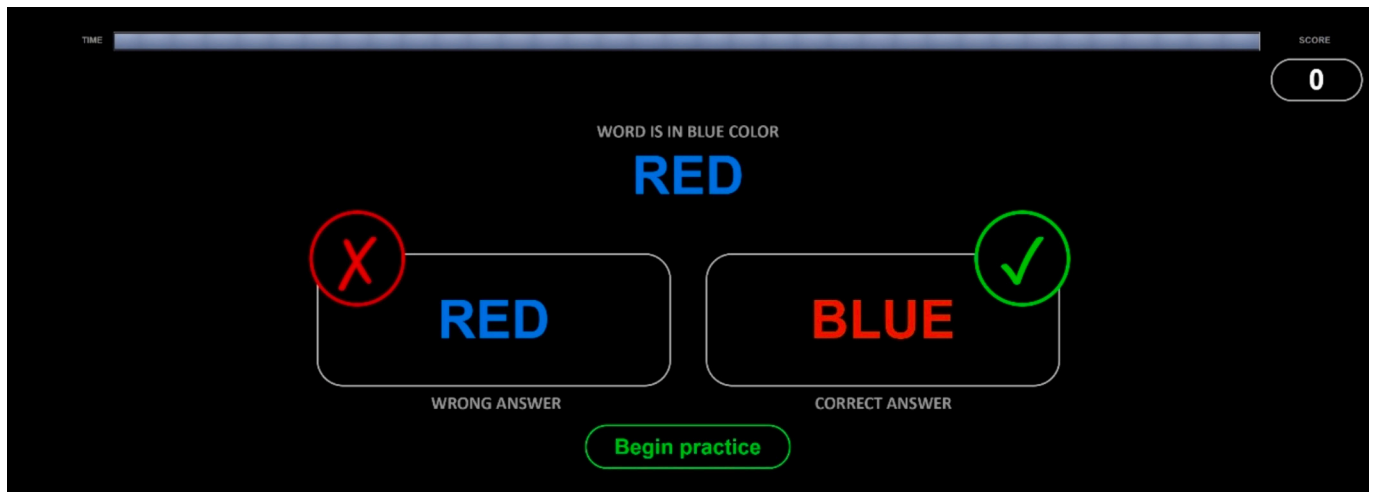 TIME
SCORE
0
WORD IS IN BLUE COLOR
RED
RED
BLUE
WRONG ANSWER
CORRECT ANSWER
Begin practice